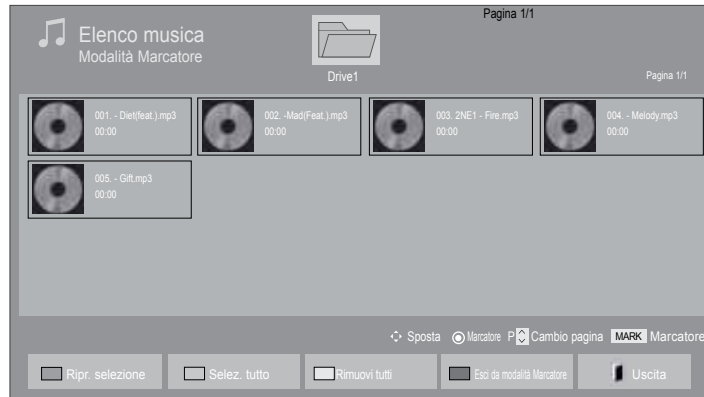 Pagina 1/1
Elenco musica
Modalità Marcatore
Drive1
Pagina 1/1
001. - Diet(feat.).mp3
00:00
002. -Mad(Feat.).mp3
00:00
003. 2NE1 - Fire.mp3
00:00
004. - Melody.mp3
00:00
005. - Gift.mp3
00:00
Sposta Marcatore P Cambio pagina MARK Marcatore
Ripr. selezione Selez. tutto Rimuovi tutti Esci da modalità Marcatore Uscita